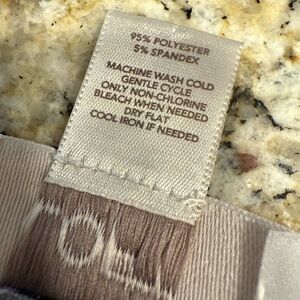 95% POLYESTER
5% SPANDEX
MACHINE WASH COLD
GENTLE CYCLE
ONLY NON-CHLORINE
BLEACH WHEN NEEDED
DRY FLAT
COOL IRON IF NEEDED